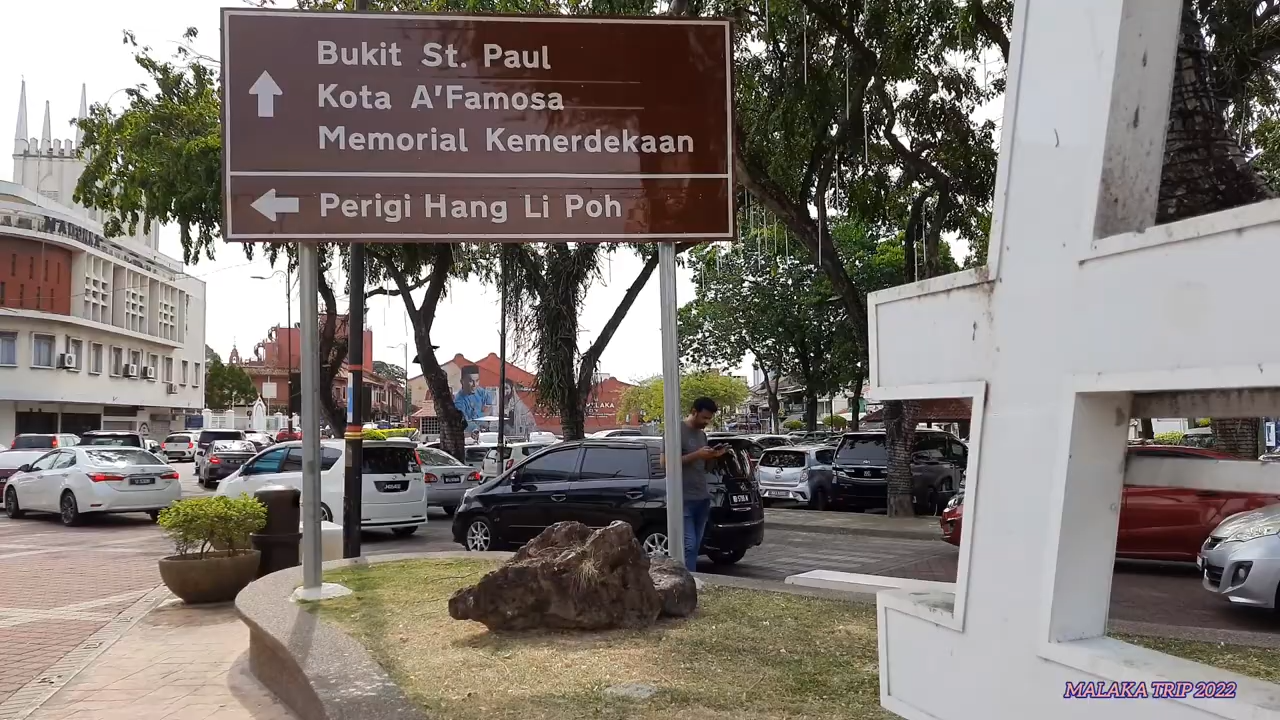 Bukit St. Paul
Kota A'Famosa
Memorial Kemerdekaan
Perigi Hang Li Poh
MALAKA TRIP 2022